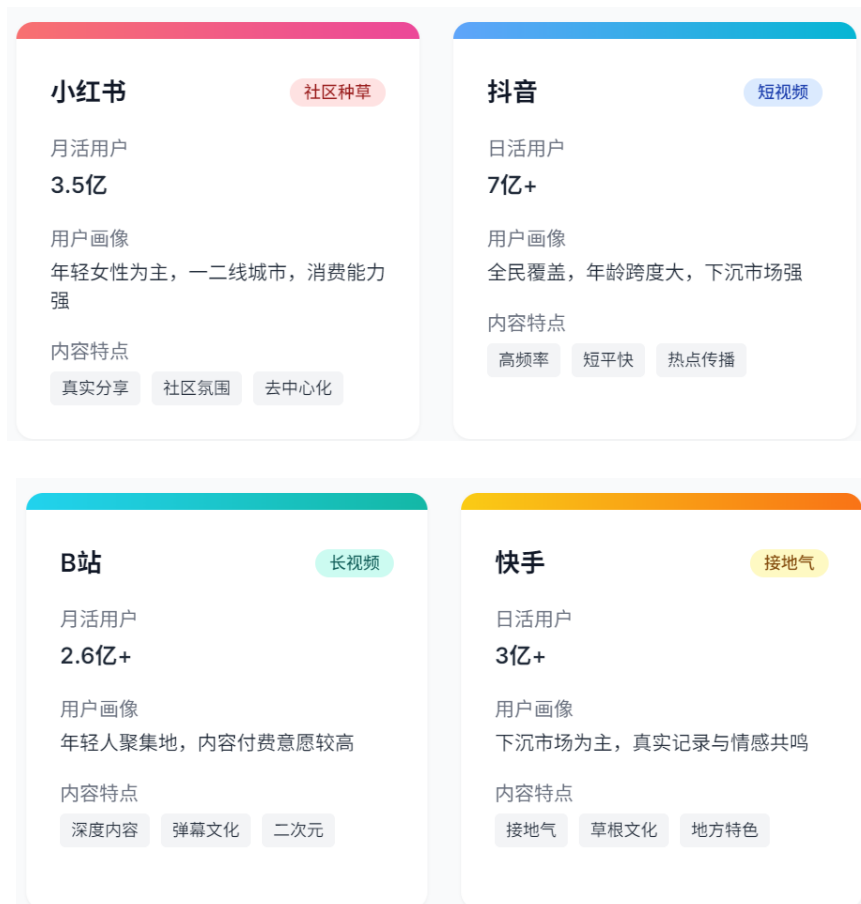 小红书
社区种草
月活用户
3.5亿
用户画像
年轻女性为主，一二线城市，消费能力
强
内容特点
真实分享 社区氛围 去中心化
抖音
短视频
日活用户
7亿+
用户画像
全民覆盖，年龄跨度大，下沉市场强
内容特点
高频率 短平快 热点传播
B站
长视频
月活用户
2.6亿+
用户画像
年轻人聚集地，内容付费意愿较高
内容特点
深度内容 弹幕文化 二次元
快手
接地气
日活用户
3亿+
用户画像
下沉市场为主，真实记录与情感共鸣
内容特点
接地气 草根文化 地方特色